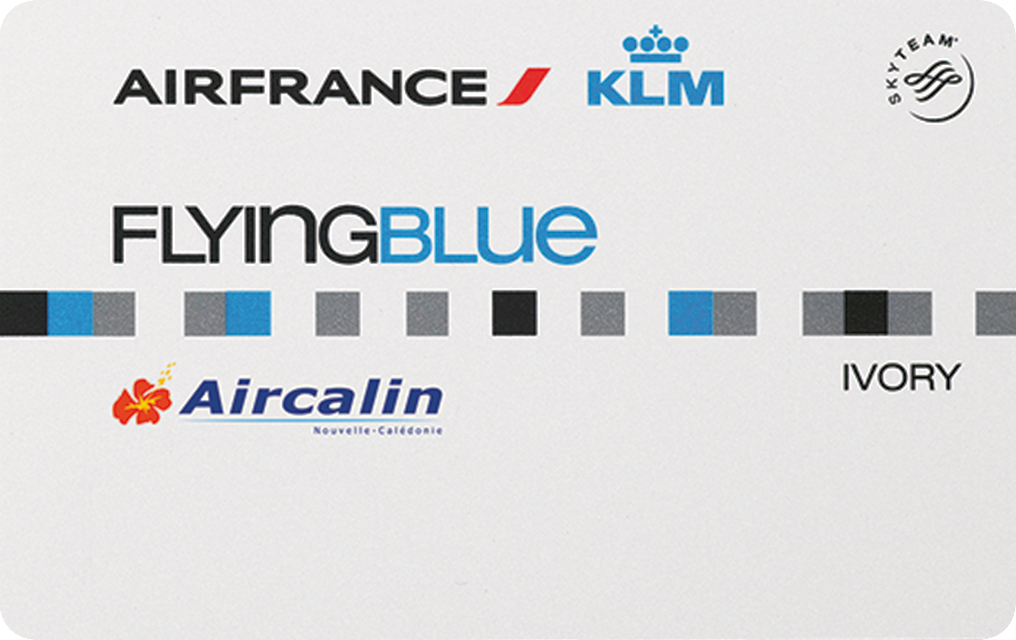 AIRFRANCE KLM SKYTEAM
FLYINGBLUE
IVORY
Aircalin
Nouvelle-Calédonie